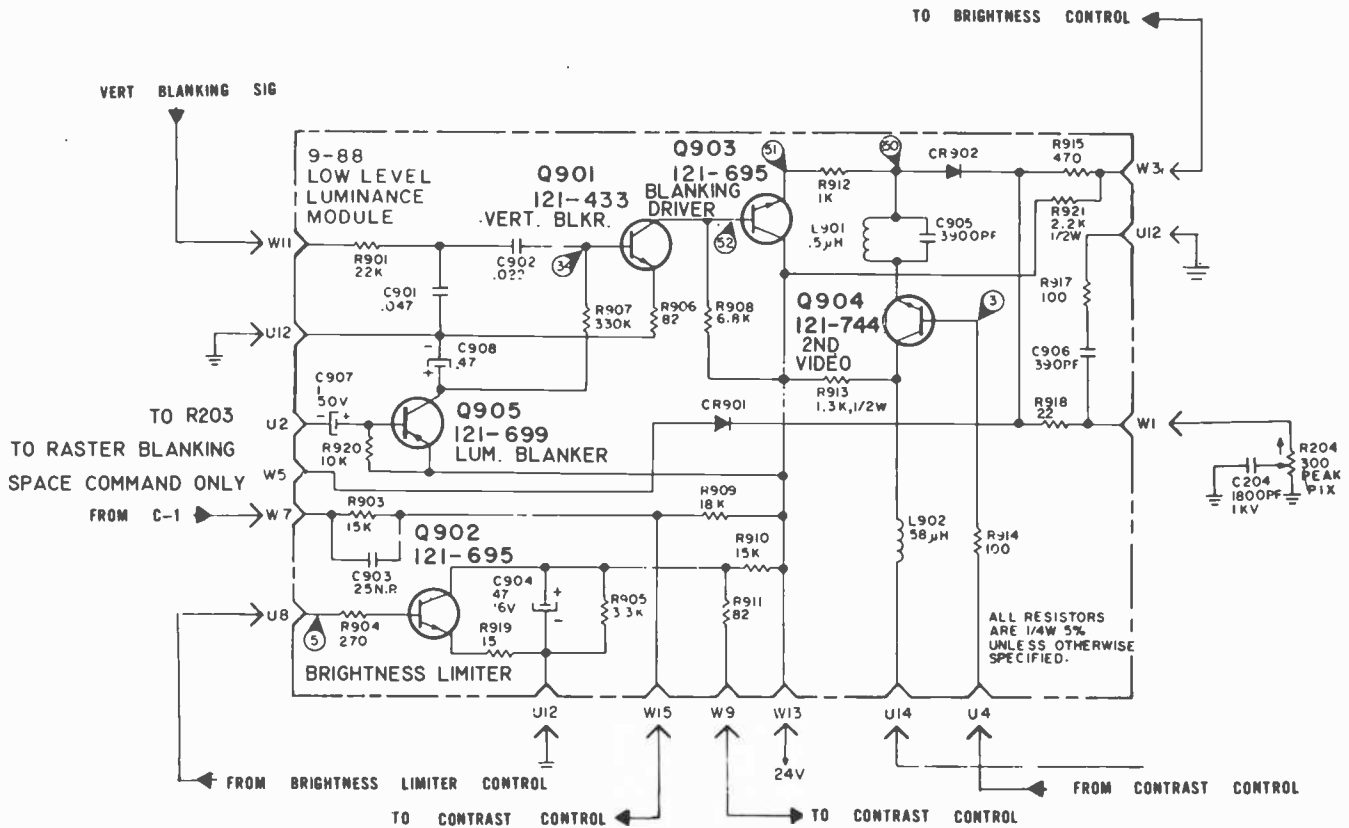 TO BRIGHTNESS CONTROL
VERT BLANKING SIG
9-88
LOW LEVEL
LUMINANCE
MODULE
Q901
121-433
VERT. BLKR.
Q903
121-695
BLANKING
DRIVER
51
50
CR902
R915
470
W3
R912
1K
R921
2.2K
1/2W
52
L901
.5µH
C905
3900PF
U12
W11
R901
22K
C902
.022
34
C901
.047
R907
330K
R906
82
R908
6.8K
Q904
121-744
2ND
VIDEO
3
R917
100
U12
C908
.47
C906
390PF
C907
1
50V
R913
1.3K,1/2W
R918
22
W1
CR901
TO R203
U2
Q905
121-699
LUM. BLANKER
R920
10K
TO RASTER BLANKING
W5
SPACE COMMAND ONLY
R204
300
PEAK
PIX
C204
1800PF
1KV
FROM C-1
W7
R903
15K
R909
18K
Q902
121-695
C903
25N.P.
R910
15K
L902
58µH
R914
100
C904
47
R905
3.3K
R911
82
U8
5
R904
270
R919
15
ALL RESISTORS
ARE 1/4W 5%
UNLESS OTHERWISE
SPECIFIED.
BRIGHTNESS LIMITER
U12
W15
W9
W13
U14
U4
24V
FROM BRIGHTNESS LIMITER CONTROL
FROM CONTRAST CONTROL
TO CONTRAST CONTROL
TO CONTRAST CONTROL